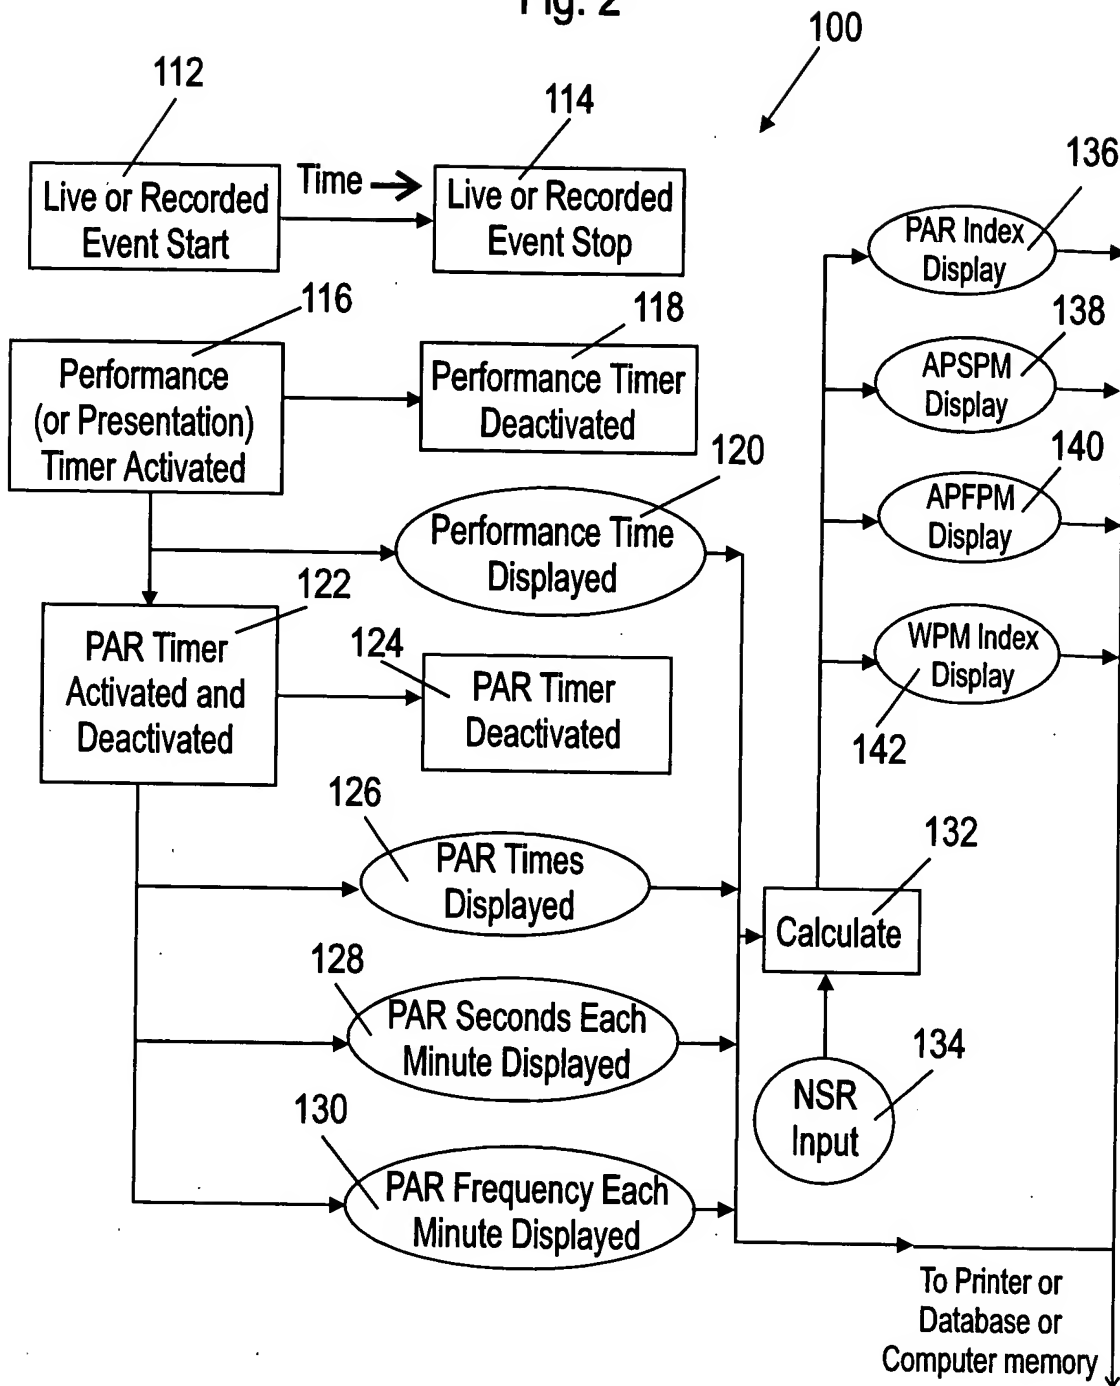 Fig. 2
100
112
114
136
Live or Recorded
Event Start
Time
Live or Recorded
Event Stop
PAR Index
Display
116
118
138
Performance
(or Presentation)
Timer Activated
Performance Timer
Deactivated
APSPM
Display
120
140
Performance Time
Displayed
APFPM
Display
122
PAR Timer
Activated and
Deactivated
124
PAR Timer
Deactivated
WPM Index
Display
142
126
PAR Times
Displayed
132
Calculate
128
PAR Seconds Each
Minute Displayed
134
NSR
Input
130
PAR Frequency Each
Minute Displayed
To Printer or
Database or
Computer memory